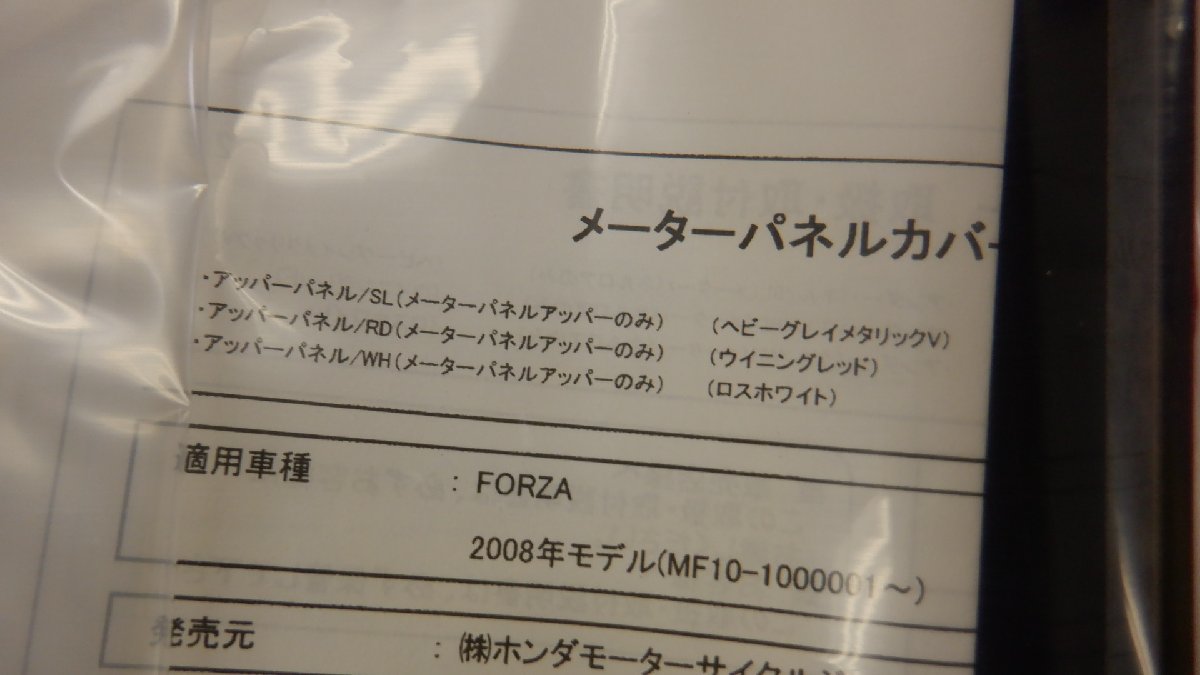 メーターパネルカバー
・アッパーパネル/SL(メーターパネルアッパーのみ) (ヘビーグレイメタリックV)
・アッパーパネル/RD(メーターパネルアッパーのみ) (ウイニングレッド)
・アッパーパネル/WH(メーターパネルアッパーのみ) (ロスホワイト)
適用車種 : FORZA
2008年モデル(MF10-1000001～)
発売元 : ㈱ホンダモーターサイクル